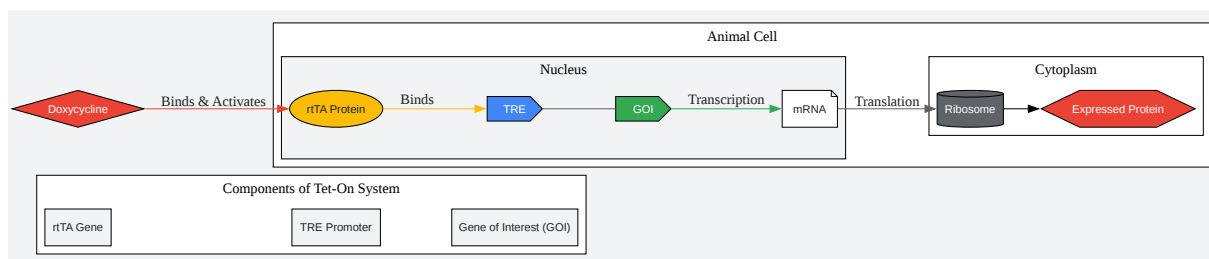 Animal Cell
Nucleus
Cytoplasm
Doxycycline
Binds & Activates
rtTA Protein
Binds
TRE
GOI
Transcription
mRNA
Translation
Ribosome
Expressed Protein
Components of Tet-On System
rtTA Gene
TRE Promoter
Gene of Interest (GOI)